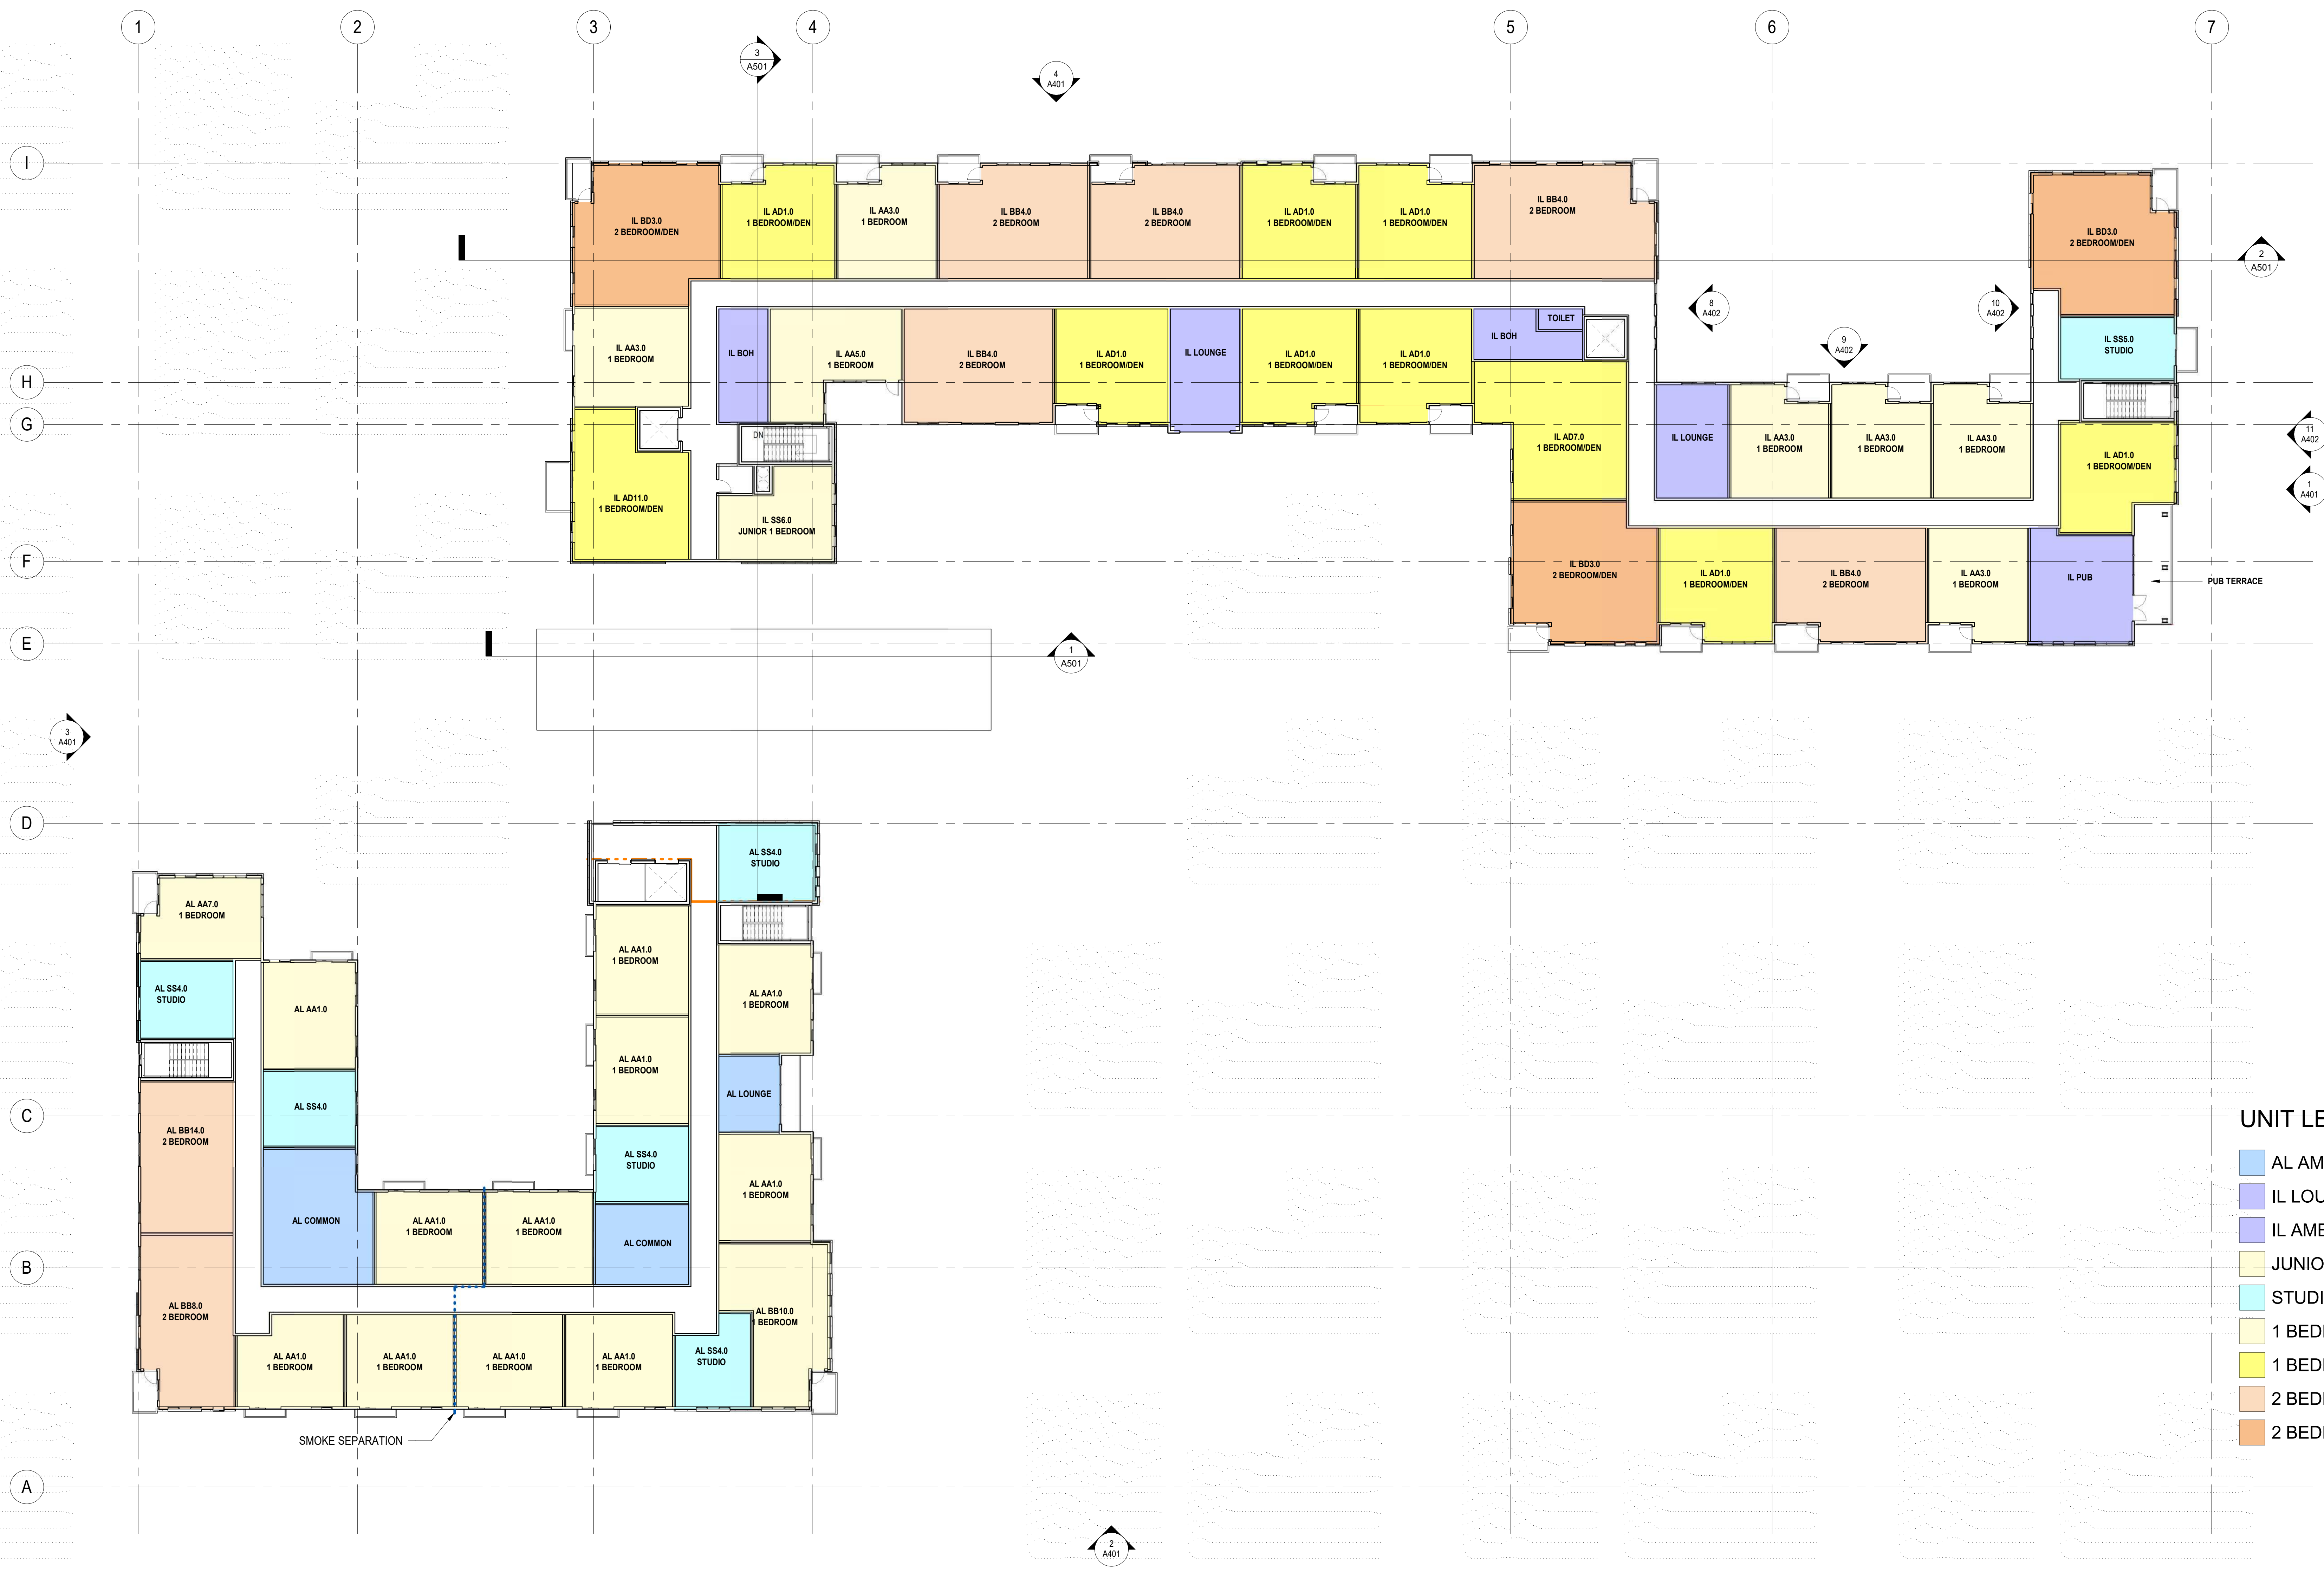 1
2
3
4
5
6
7
3
A501
4
A401
I
IL BD3.0
2 BEDROOM/DEN
IL AD1.0
1 BEDROOM/DEN
IL AA3.0
1 BEDROOM
IL BB4.0
2 BEDROOM
IL BB4.0
2 BEDROOM
IL AD1.0
1 BEDROOM/DEN
IL AD1.0
1 BEDROOM/DEN
IL BB4.0
2 BEDROOM
IL BD3.0
2 BEDROOM/DEN
2
A501
8
A402
10
A402
9
A402
IL AA3.0
1 BEDROOM
IL BOH
IL AA5.0
1 BEDROOM
IL BB4.0
2 BEDROOM
IL AD1.0
1 BEDROOM/DEN
IL LOUNGE
IL AD1.0
1 BEDROOM/DEN
IL AD1.0
1 BEDROOM/DEN
IL BOH
TOILET
IL SS5.0
STUDIO
H
G
DN
IL AD7.0
1 BEDROOM/DEN
IL LOUNGE
IL AA3.0
1 BEDROOM
IL AA3.0
1 BEDROOM
IL AA3.0
1 BEDROOM
IL AD1.0
1 BEDROOM/DEN
11
A402
1
A401
IL AD11.0
1 BEDROOM/DEN
IL SS6.0
JUNIOR 1 BEDROOM
F
IL BD3.0
2 BEDROOM/DEN
IL AD1.0
1 BEDROOM/DEN
IL BB4.0
2 BEDROOM
IL AA3.0
1 BEDROOM
IL PUB
PUB TERRACE
E
1
A501
3
A401
D
AL SS4.0
STUDIO
AL AA7.0
1 BEDROOM
AL AA1.0
1 BEDROOM
AL SS4.0
STUDIO
AL AA1.0
AL AA1.0
1 BEDROOM
AL AA1.0
1 BEDROOM
AL LOUNGE
AL SS4.0
C
AL BB14.0
2 BEDROOM
AL SS4.0
STUDIO
AL AA1.0
1 BEDROOM
AL COMMON
AL AA1.0
1 BEDROOM
AL AA1.0
1 BEDROOM
AL COMMON
B
AL BB8.0
2 BEDROOM
AL BB10.0
1 BEDROOM
AL AA1.0
1 BEDROOM
AL AA1.0
1 BEDROOM
AL AA1.0
1 BEDROOM
AL AA1.0
1 BEDROOM
AL SS4.0
STUDIO
SMOKE SEPARATION
A
2
A401
UNIT LE
AL AM
IL LOU
IL AME
JUNIO
STUDI
1 BED
1 BED
2 BED
2 BED